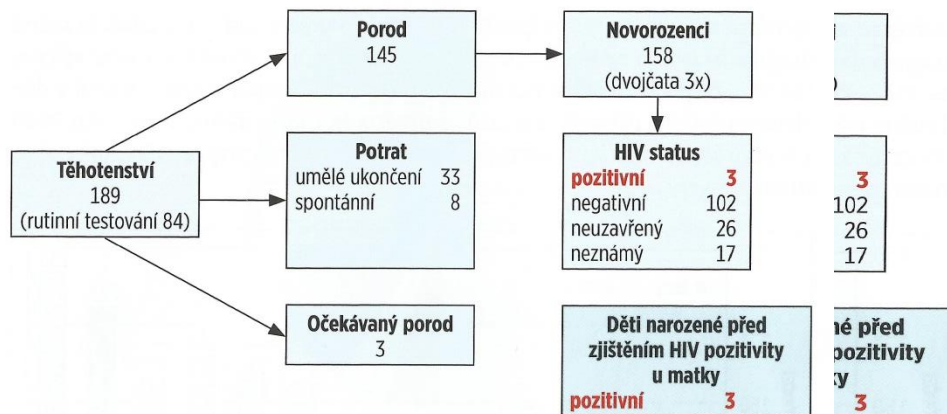 Porod
145
Novorozenci
158
(dvojčata 3x)
)
Těhotenství
189
(rutinní testování 84)
Potrat
umělé ukončení 33
spontánní 8
HIV status
pozitivní 3
negativní 102
neuzavřený 26
neznámý 17
3
102
26
17
Očekávaný porod
3
Děti narozené před
zjištěním HIV pozitivity
u matky
pozitivní 3
né před
pozitivity
ky
3